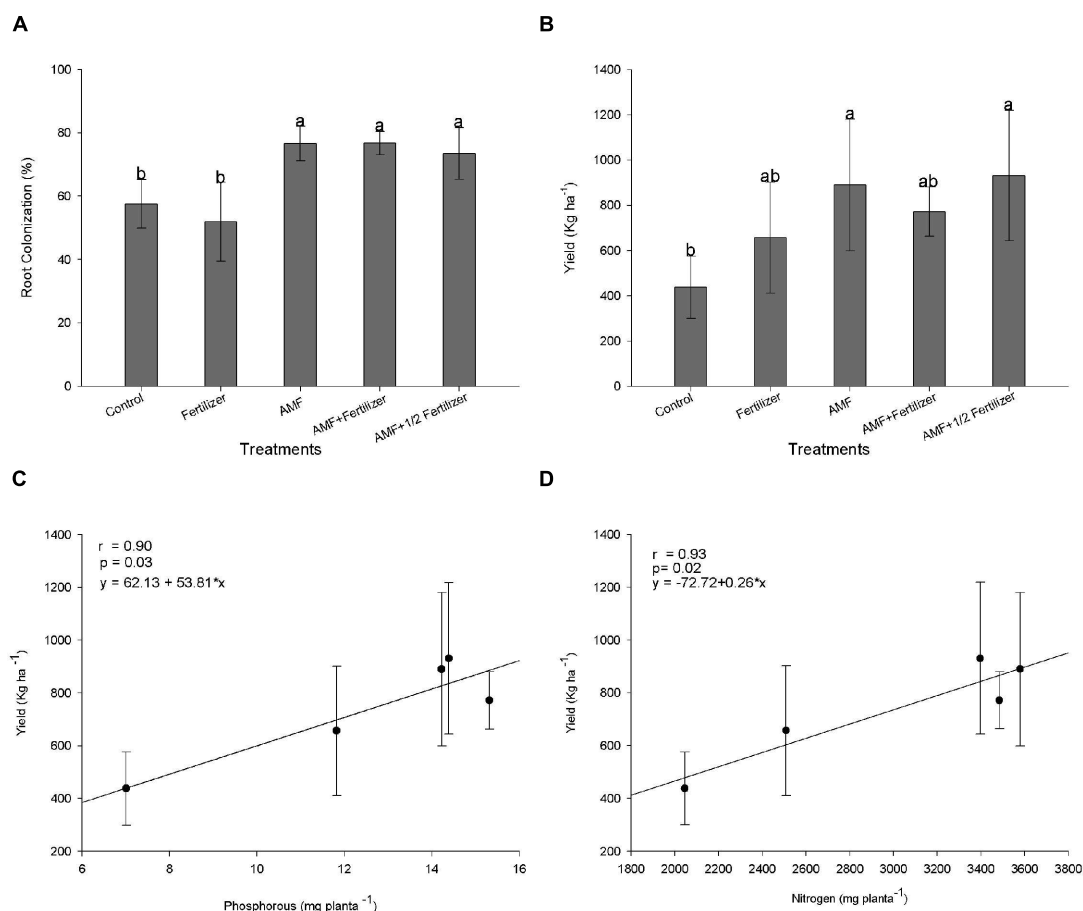 A
B
100
80
60
40
20
0
Root Colonization (%)
b
b
a
a
a
Control
Fertilizer
AMF
AMF+Fertilizer
AMF+1/2 Fertilizer
Treatments
1400
1200
1000
800
600
400
200
0
Yield (Kg ha⁻¹)
b
ab
a
ab
a
Control
Fertilizer
AMF
AMF+Fertilizer
AMF+1/2 Fertilizer
Treatments
C
D
1400
1200
1000
800
600
400
200
Yield (Kg ha⁻¹)
r = 0.90
p = 0.03
y = 62.13 + 53.81*x
6 8 10 12 14 16
Phosphorous (mg planta⁻¹)
1400
1200
1000
800
600
400
200
Yield (Kg ha⁻¹)
r = 0.93
p= 0.02
y = -72.72+0.26*x
1800 2000 2200 2400 2600 2800 3000 3200 3400 3600 3800
Nitrogen (mg planta⁻¹)